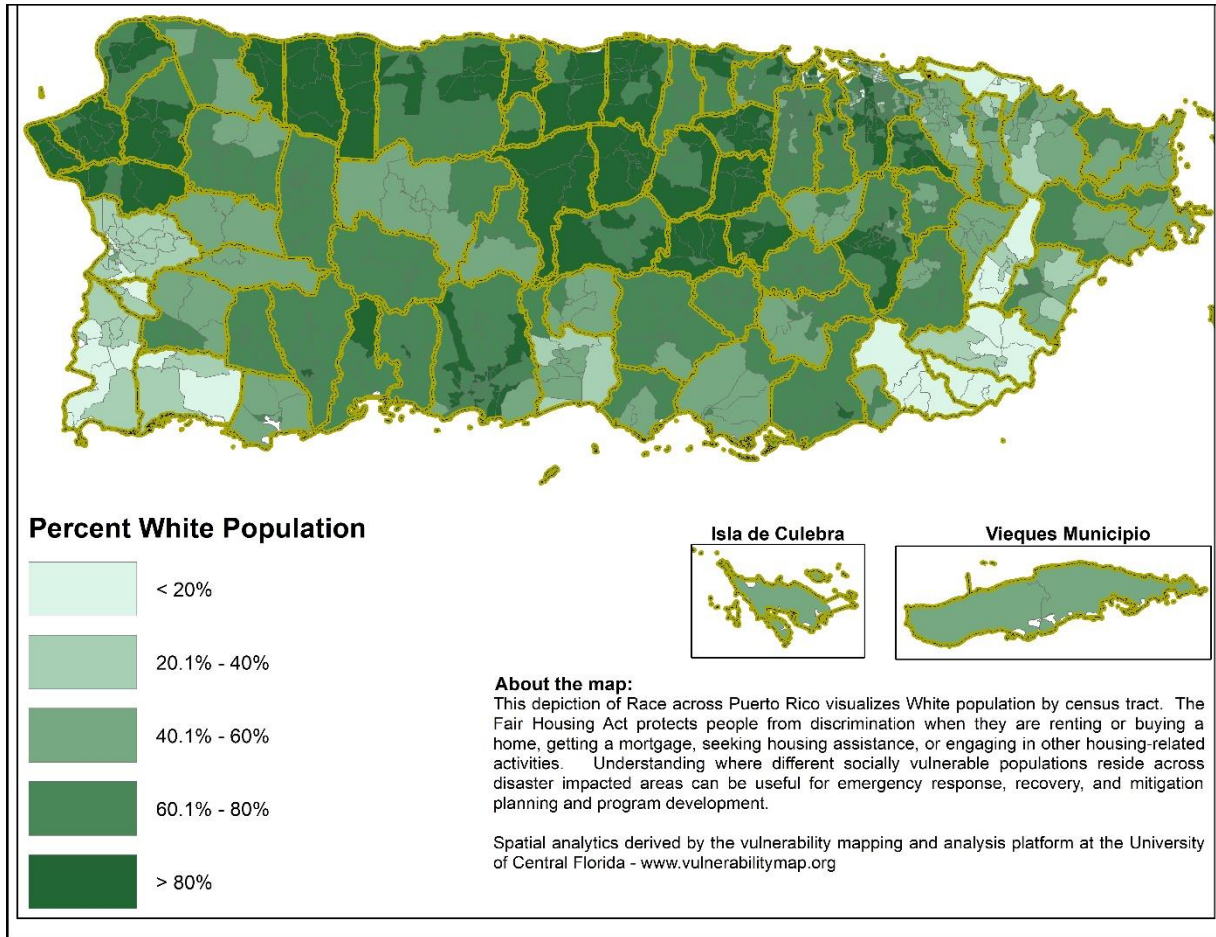 Percent White Population
< 20%
20.1% - 40%
40.1% - 60%
60.1% - 80%
> 80%
Isla de Culebra
Vieques Municipio
About the map:
This depiction of Race across Puerto Rico visualizes White population by census tract. The
Fair Housing Act protects people from discrimination when they are renting or buying a
home, getting a mortgage, seeking housing assistance, or engaging in other housing-related
activities. Understanding where different socially vulnerable populations reside across
disaster impacted areas can be useful for emergency response, recovery, and mitigation
planning and program development.
Spatial analytics derived by the vulnerability mapping and analysis platform at the University
of Central Florida - www.vulnerabilitymap.org